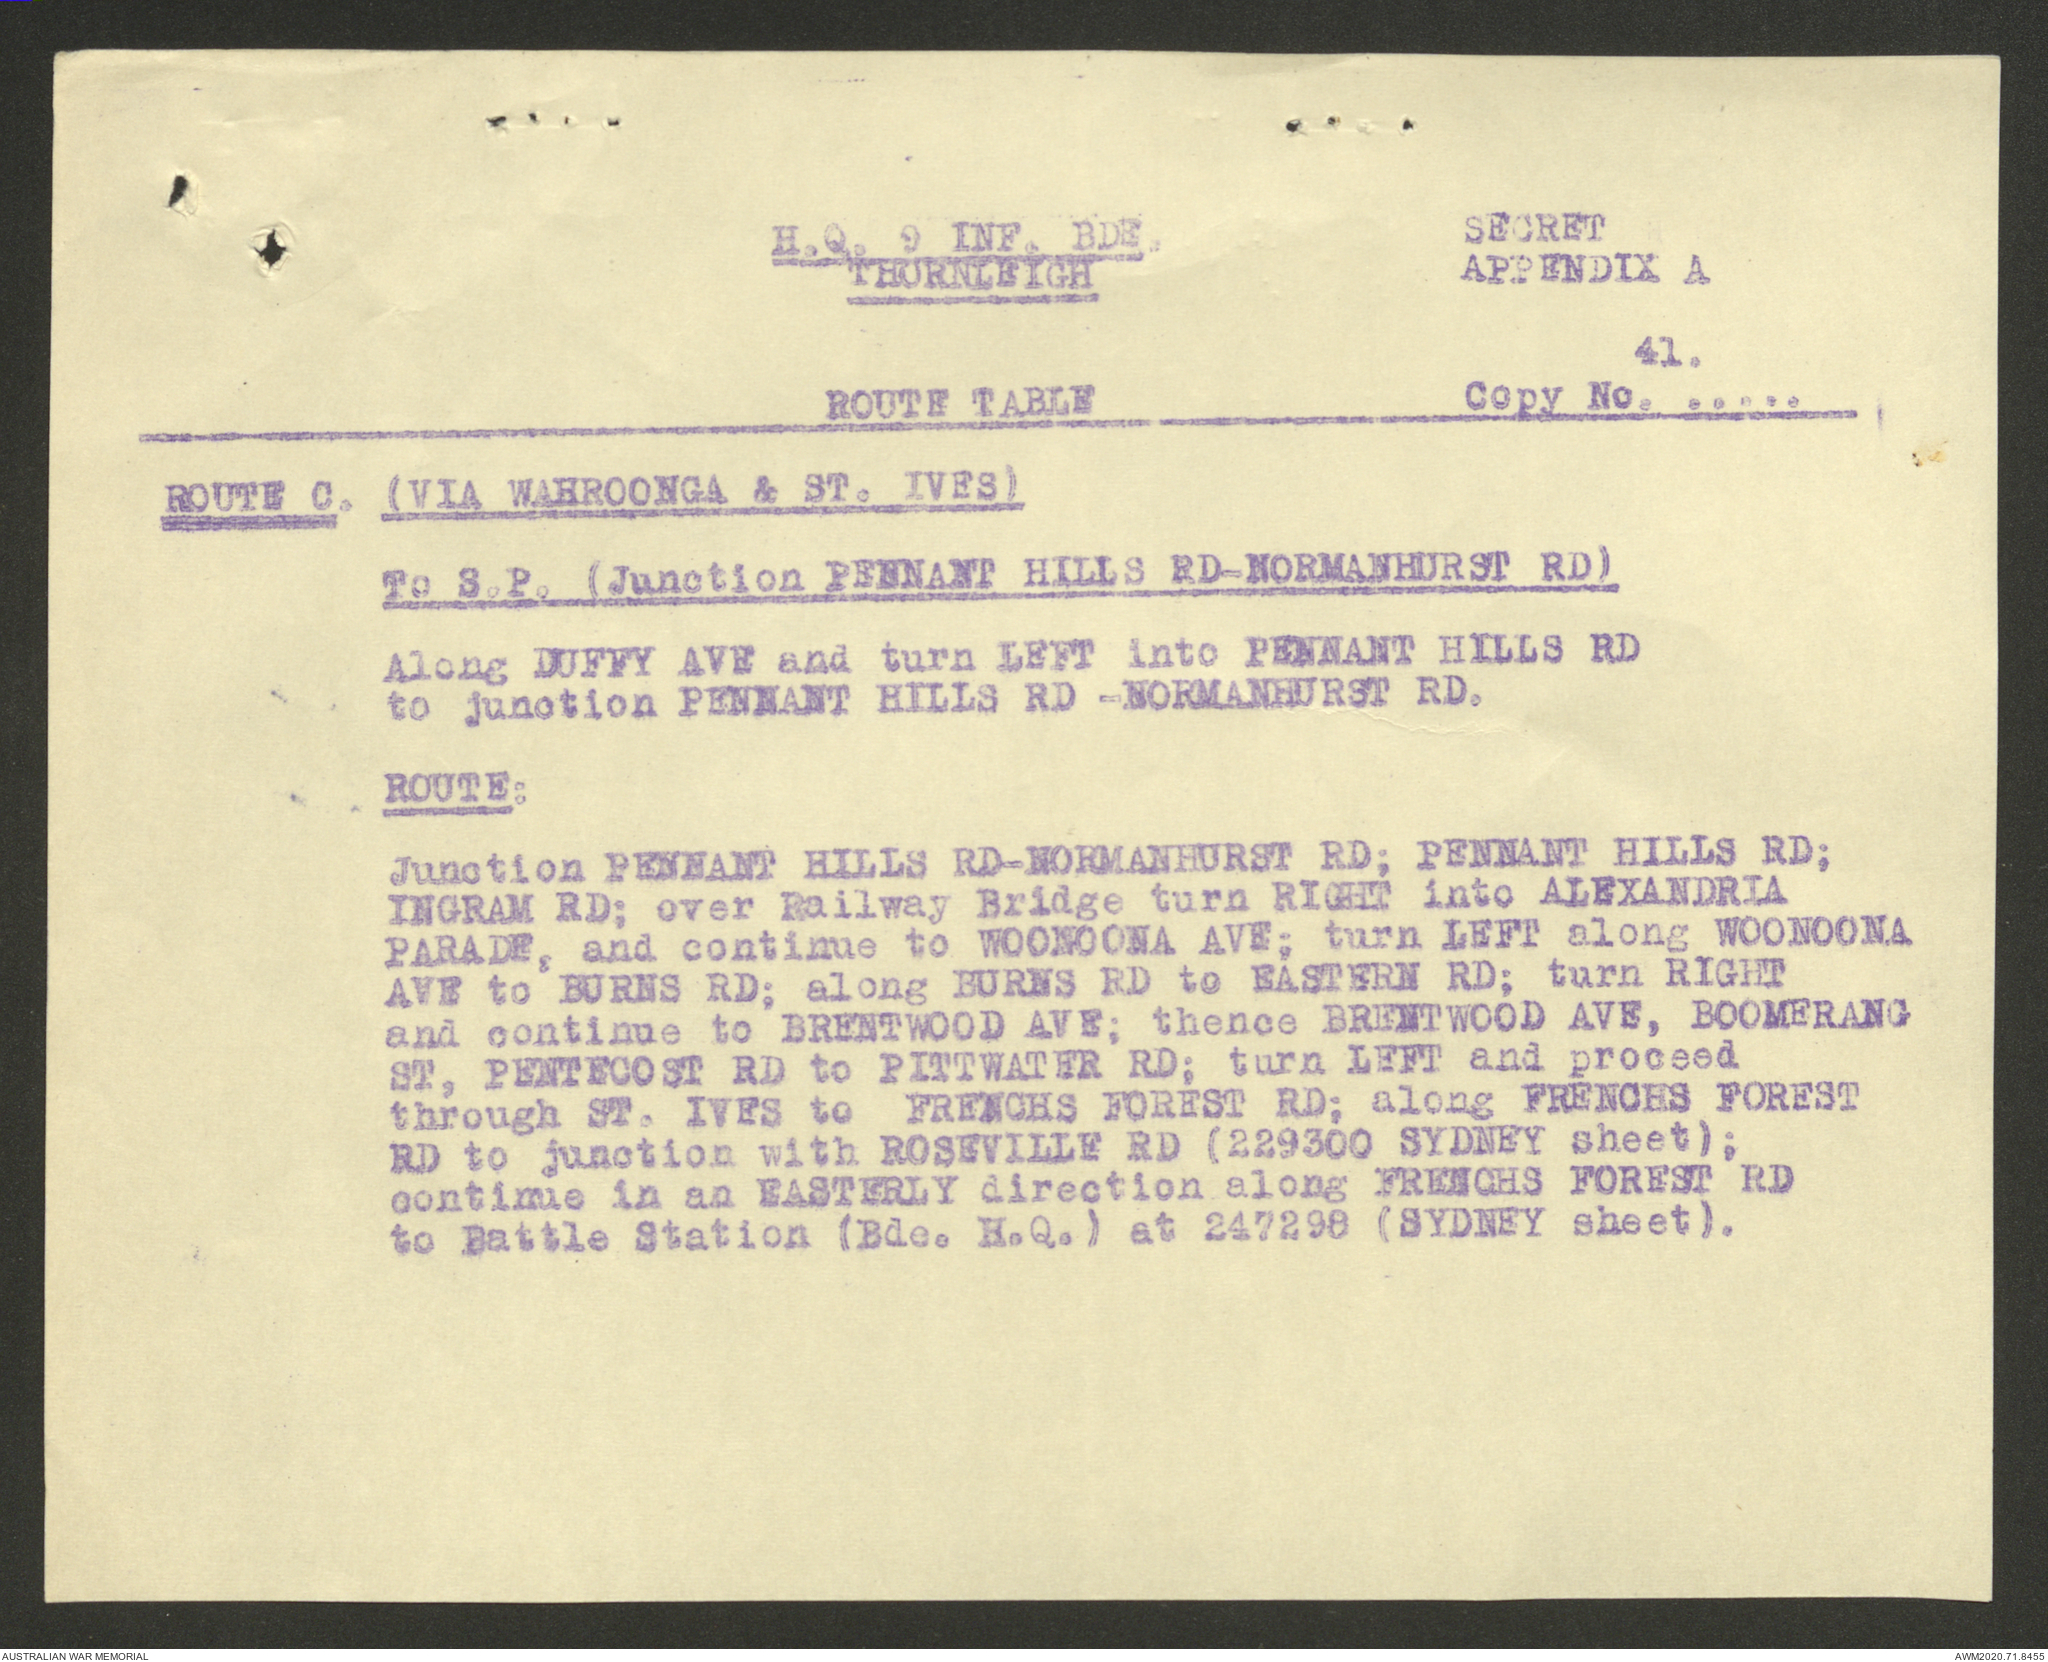 H.Q. 9 INF. BDE.
THORNLEIGH
SECRET
APPENDIX A
41.
Copy No. .....
ROUTE TABLE
ROUTE C. (VIA WAHROONGA & ST. IVES)
To S.P. (Junction PENNANT HILLS RD-NORMANHURST RD)
Along DUFFY AVE and turn LEFT into PENNANT HILLS RD
to junction PENNANT HILLS RD -NORMANHURST RD.
ROUTE:
Junction PENNANT HILLS RD-NORMANHURST RD; PENNANT HILLS RD;
INGRAM RD; over Railway Bridge turn RIGHT into ALEXANDRIA
PARADE, and continue to WOONOONA AVE; turn LEFT along WOONOONA
AVE to BURNS RD; along BURNS RD to EASTERN RD; turn RIGHT
and continue to BRENTWOOD AVE; thence BRENTWOOD AVE, BOOMERANG
ST, PENTECOST RD to PITTWATER RD; turn LEFT and proceed
through ST. IVES to FRENCHS FOREST RD; along FRENCHS FOREST
RD to junction with ROSEVILLE RD (229300 SYDNEY sheet);
continue in an EASTERLY direction along FRENCHS FOREST RD
to Battle Station (Bde. H.Q.) at 247298 (SYDNEY sheet).
AUSTRALIAN WAR MEMORIAL
AWM2020.71.8455